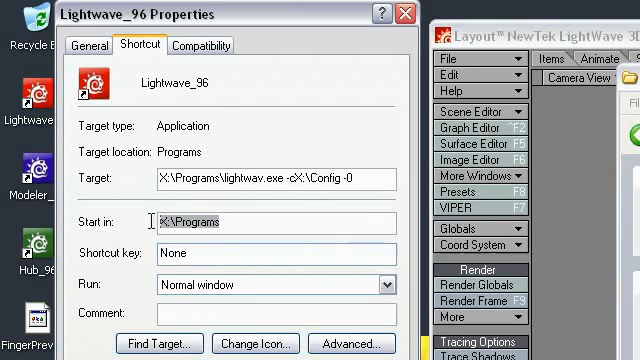 Lightwave_96 Properties
General
Shortcut
Compatibility
Lightwave_96
Target type: Application
Target location: Programs
Target: X:\Programs\lightwav.exe -cX:\Config -0
Start in: X:\Programs
Shortcut key: None
Run: Normal window
Comment:
Find Target...
Change Icon...
Advanced...
Recycle B
Lightwave...
Modeler_...
Hub_96
FingerPrev
Layout™ NewTek LightWave 3D
File
Edit
Help
Items
Animate
Camera View
Scene Editor
Graph Editor ^F2
Surface Editor F5
Image Editor F6
More Windows
Presets F8
VIPER F7
Globals
Coord System
Render
Render Globals
Render Frame F9
More
Tracing Options
Trace Shadows
Fil